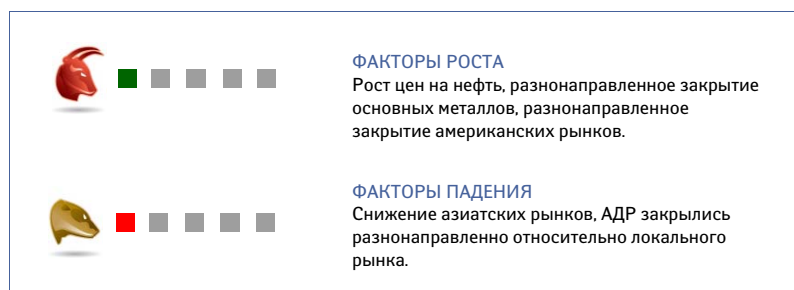 ФАКТОРЫ РОСТА
Рост цен на нефть, разнонаправленное закрытие
основных металлов, разнонаправленное
закрытие американских рынков.
ФАКТОРЫ ПАДЕНИЯ
Снижение азиатских рынков, АДР закрылись
разнонаправленно относительно локального
рынка.